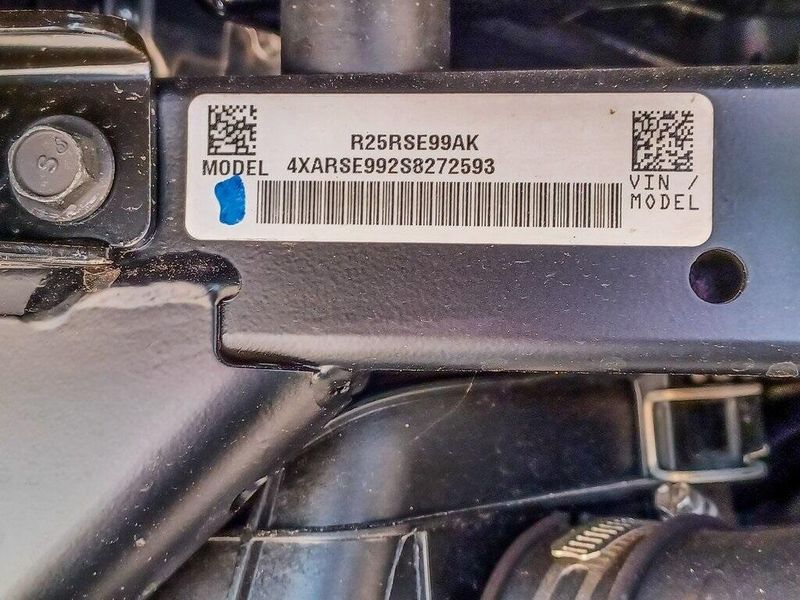 R25RSE99AK
MODEL 4XARSE992S8272593
VIN /
MODEL